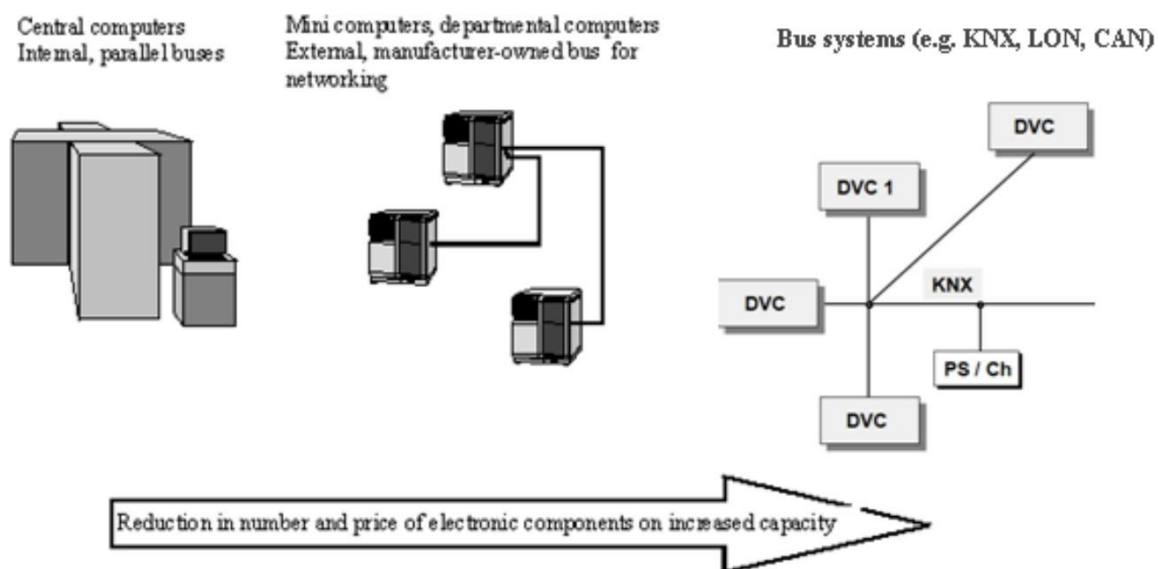 Central computers
Internal, parallel buses
Mini computers, departmental computers
External, manufacturer-owned bus for
networking
Bus systems (e.g. KNX, LON, CAN)
DVC
DVC 1
DVC
KNX
PS / Ch
DVC
Reduction in number and price of electronic components on increased capacity